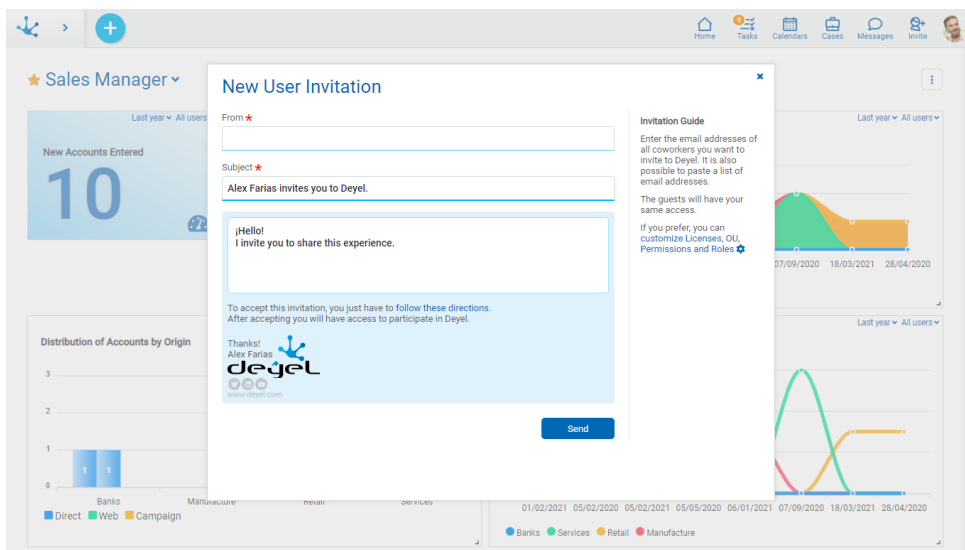 Home
9
Tasks
Calendars
Cases
Messages
Invite
Sales Manager
Last year All users
New Accounts Entered
10
New User Invitation
From *
Subject *
Alex Farias invites you to Deyel.
¡Hello!
I invite you to share this experience.
To accept this invitation, you just have to follow these directions.
After accepting you will have access to participate in Deyel.
Thanks!
Alex Farias
deyel
www.deyel.com
Send
Invitation Guide
Enter the email addresses of
all coworkers you want to
invite to Deyel. It is also
possible to paste a list of
email addresses.
The guests will have your
same access.
If you prefer, you can
customize Licenses, OU,
Permissions and Roles
Last year All users
07/09/2020 18/03/2021 28/04/2021
Distribution of Accounts by Origin
3
2
1
0
1 1
Banks Manufacture Retail Services
Direct Web Campaign
Last year All users
01/02/2021 05/02/2020 05/02/2021 05/05/2020 06/01/2021 07/09/2020 18/03/2021 28/04/2021
Banks Services Retail Manufacture